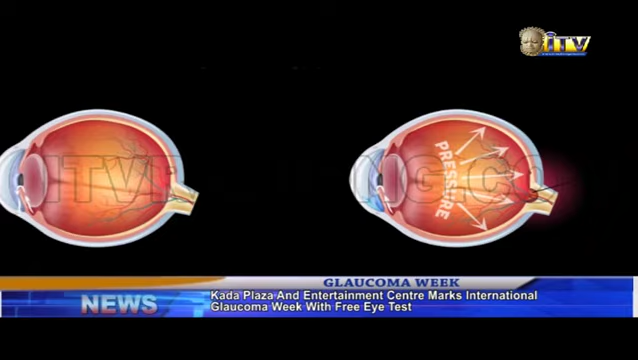 iTV
PRESSURE
GLAUCOMA WEEK
NEWS
Kada Plaza And Entertainment Centre Marks International
Glaucoma Week With Free Eye Test